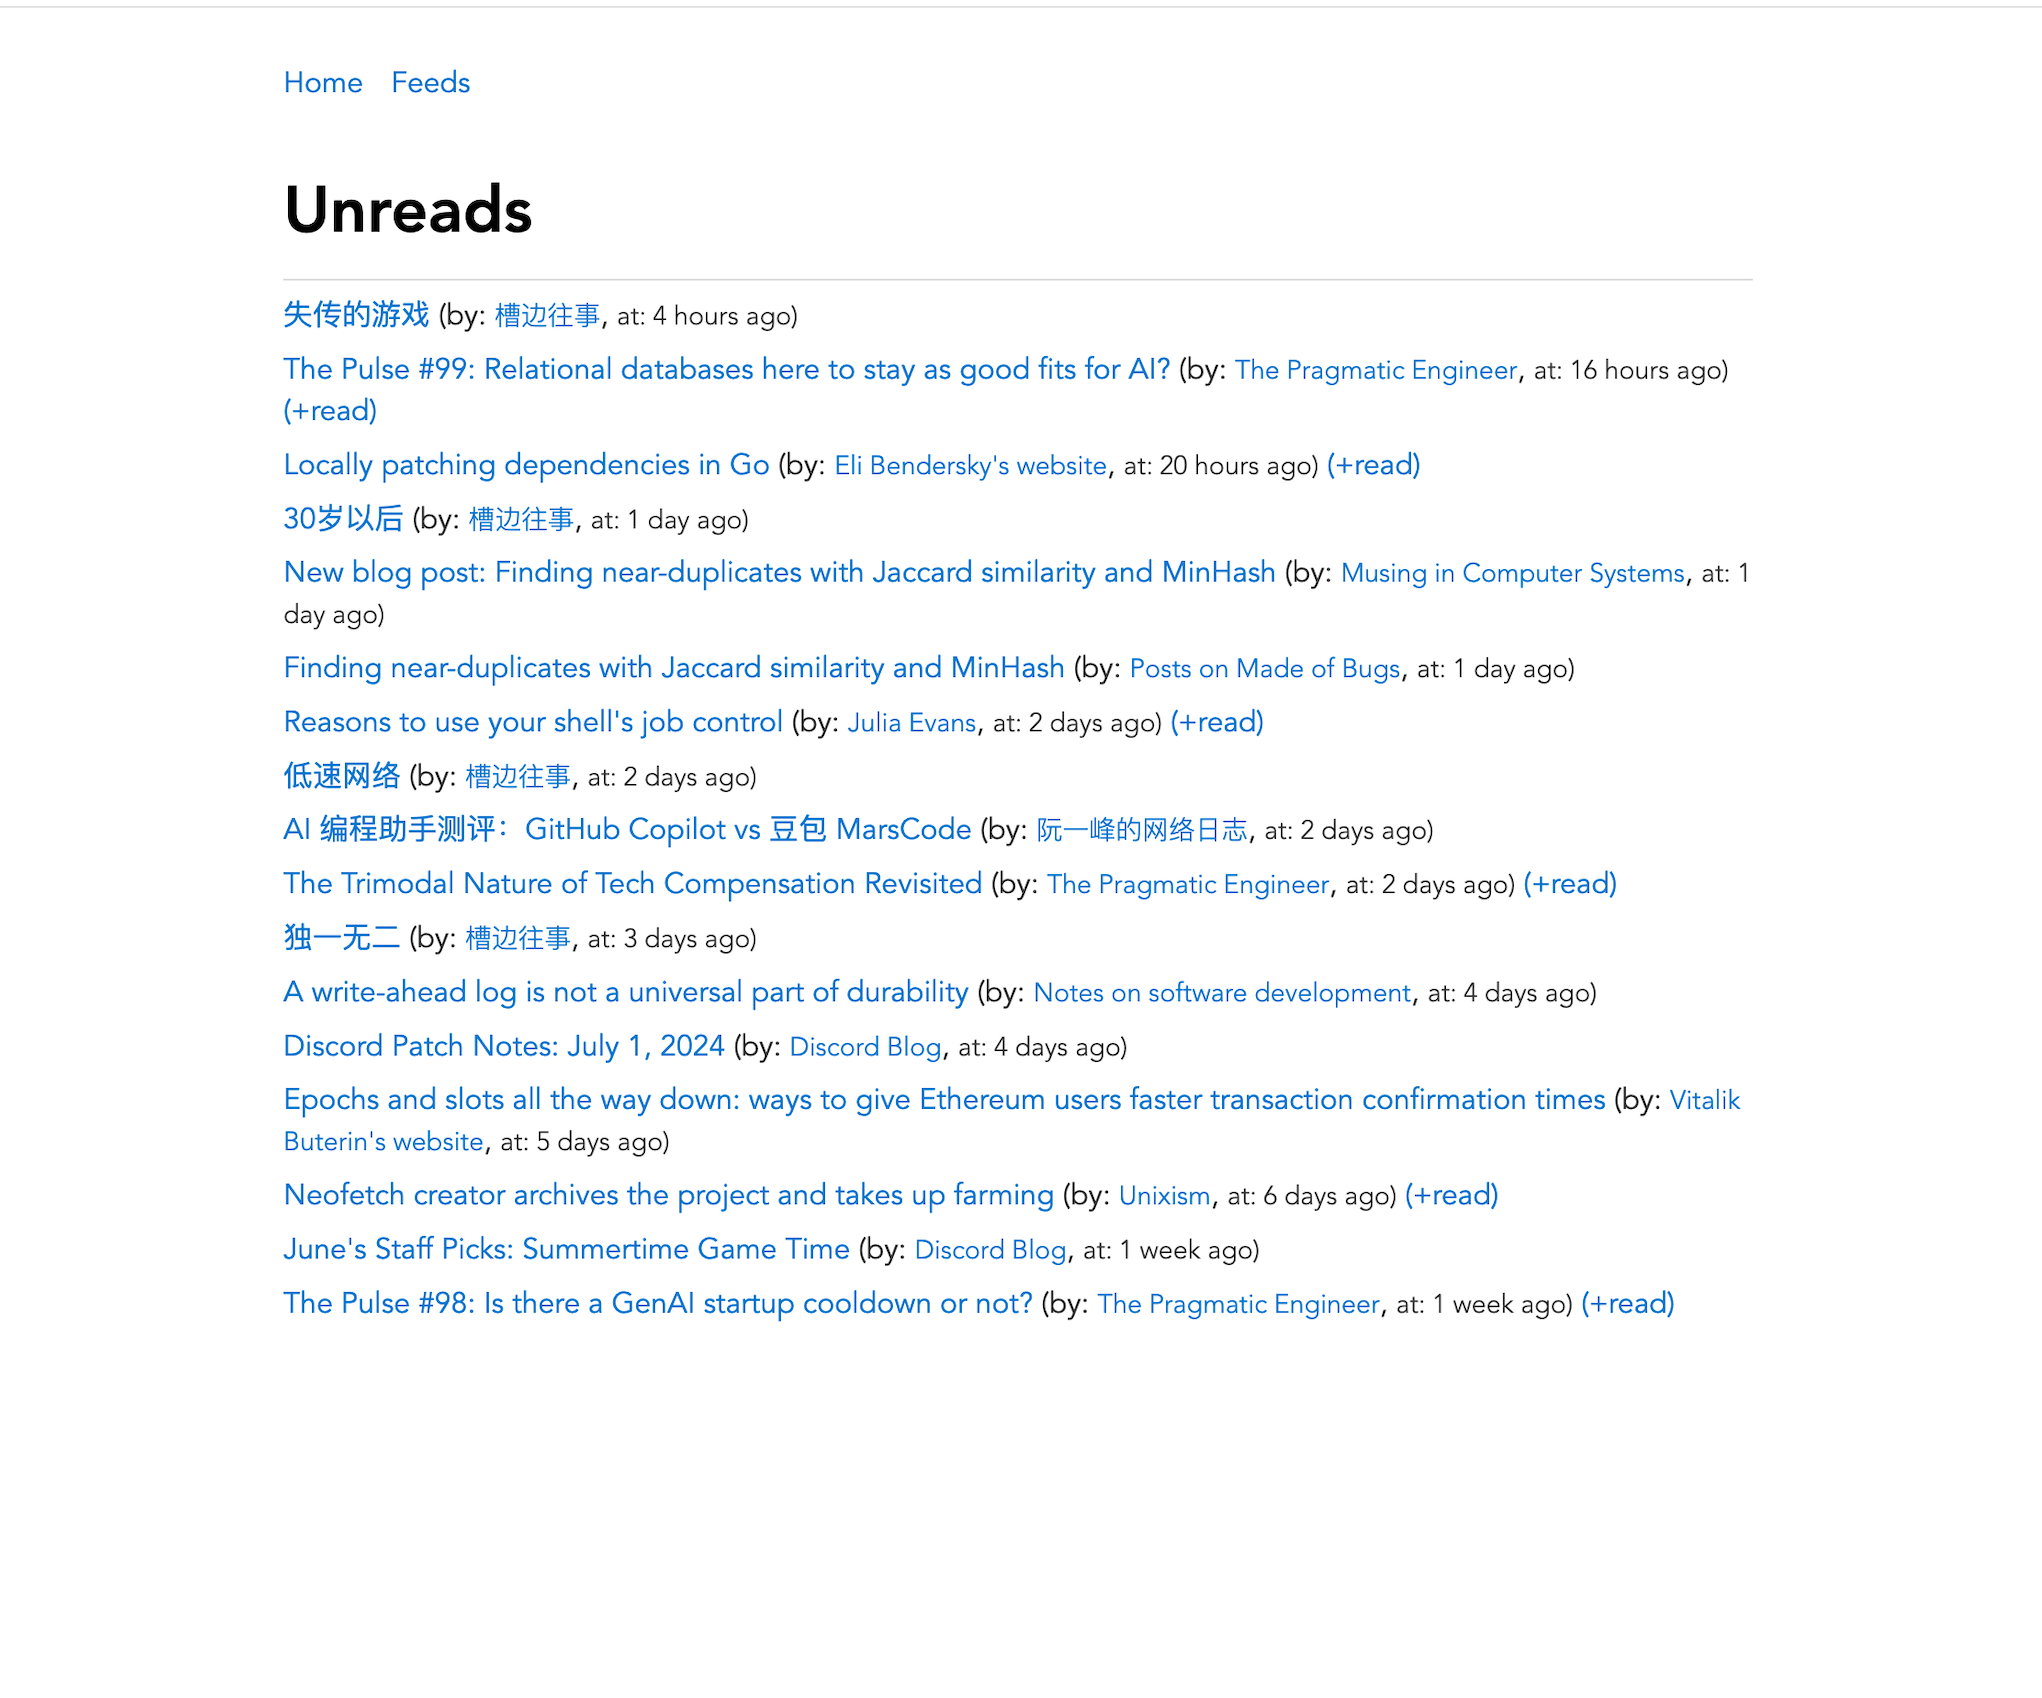 Home Feeds
Unreads
失传的游戏 (by: 槽边往事, at: 4 hours ago)
The Pulse #99: Relational databases here to stay as good fits for AI? (by: The Pragmatic Engineer, at: 16 hours ago)
(+read)
Locally patching dependencies in Go (by: Eli Bendersky's website, at: 20 hours ago) (+read)
30岁以后 (by: 槽边往事, at: 1 day ago)
New blog post: Finding near-duplicates with Jaccard similarity and MinHash (by: Musing in Computer Systems, at: 1
day ago)
Finding near-duplicates with Jaccard similarity and MinHash (by: Posts on Made of Bugs, at: 1 day ago)
Reasons to use your shell's job control (by: Julia Evans, at: 2 days ago) (+read)
低速网络 (by: 槽边往事, at: 2 days ago)
AI 编程助手测评：GitHub Copilot vs 豆包 MarsCode (by: 阮一峰的网络日志, at: 2 days ago)
The Trimodal Nature of Tech Compensation Revisited (by: The Pragmatic Engineer, at: 2 days ago) (+read)
独一无二 (by: 槽边往事, at: 3 days ago)
A write-ahead log is not a universal part of durability (by: Notes on software development, at: 4 days ago)
Discord Patch Notes: July 1, 2024 (by: Discord Blog, at: 4 days ago)
Epochs and slots all the way down: ways to give Ethereum users faster transaction confirmation times (by: Vitalik
Buterin's website, at: 5 days ago)
Neofetch creator archives the project and takes up farming (by: Unixism, at: 6 days ago) (+read)
June's Staff Picks: Summertime Game Time (by: Discord Blog, at: 1 week ago)
The Pulse #98: Is there a GenAI startup cooldown or not? (by: The Pragmatic Engineer, at: 1 week ago) (+read)